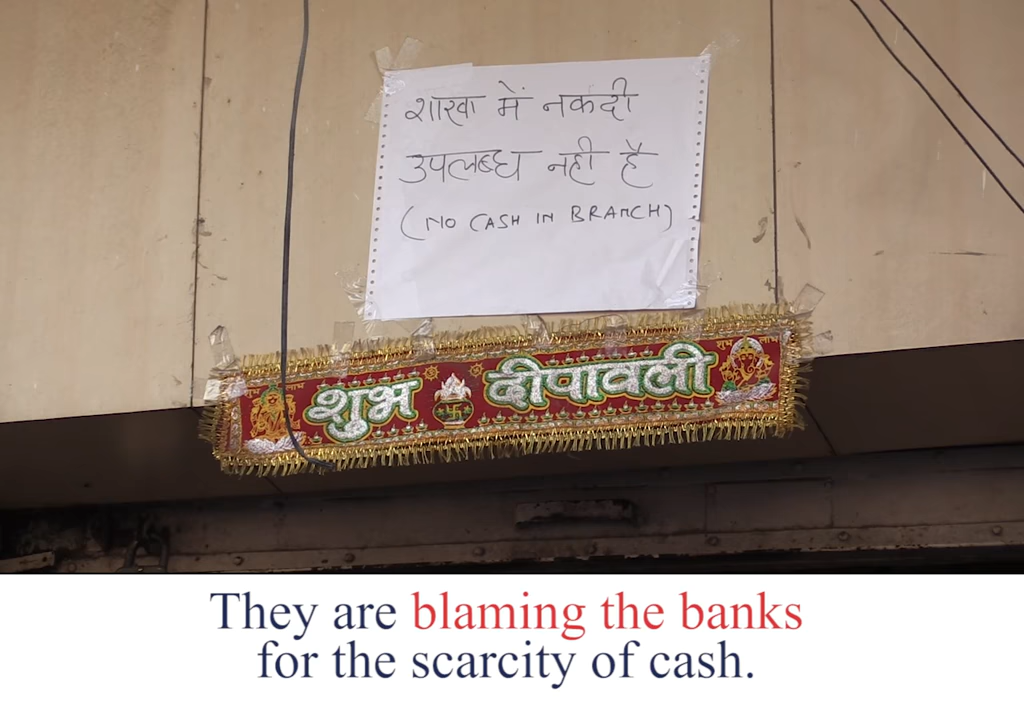 शाखा में नकदी
उपलब्ध नही है
(NO CASH IN BRANCH)
शुभ लाभ
शुभ दीपावली
शुभ लाभ
They are blaming the banks
for the scarcity of cash.